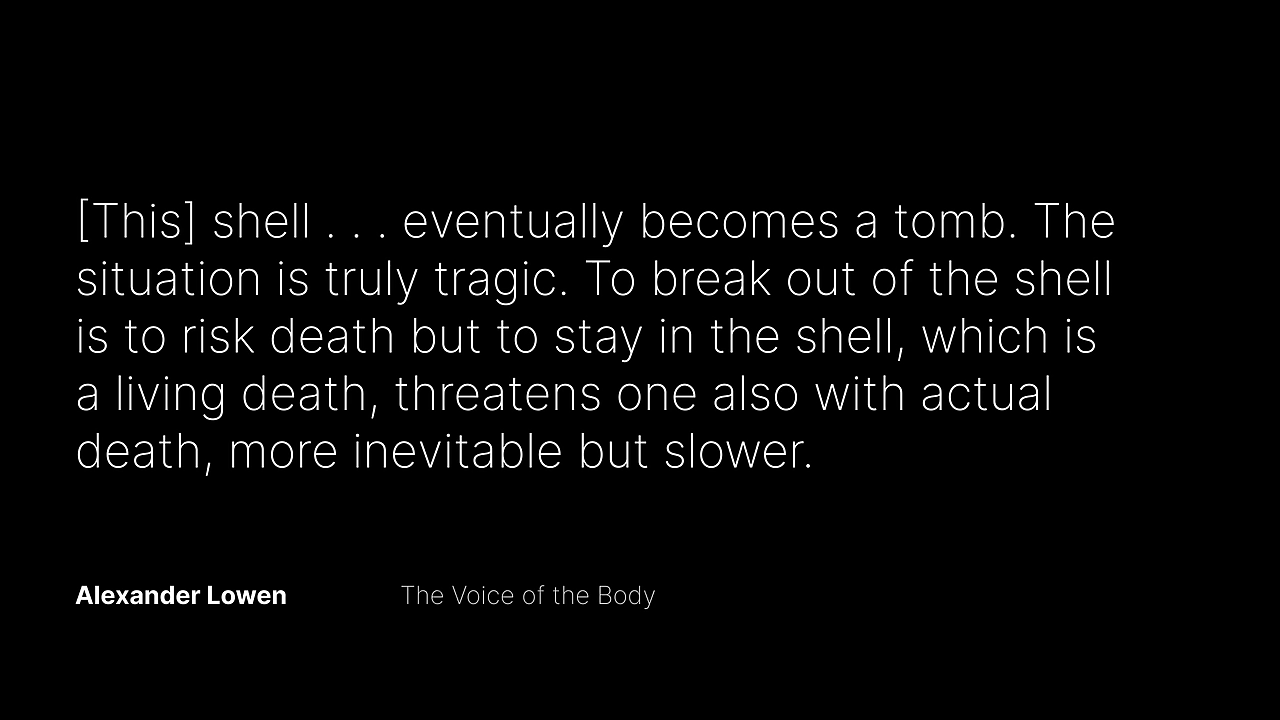 [This] shell . . . eventually becomes a tomb. The
situation is truly tragic. To break out of the shell
is to risk death but to stay in the shell, which is
a living death, threatens one also with actual
death, more inevitable but slower.
Alexander Lowen The Voice of the Body